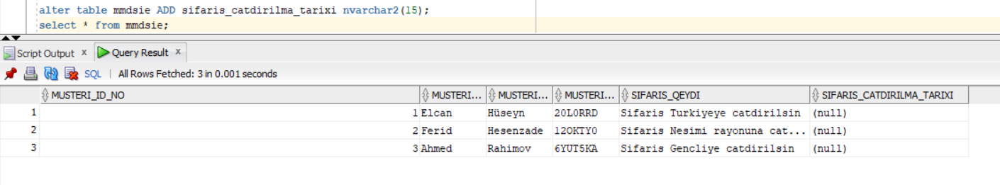 alter table mmdsie ADD sifaris_catdirilma_tarixi nvarchar2(15);
select * from mmdsie;
Script Output x Query Result x
SQL | All Rows Fetched: 3 in 0.001 seconds
MUSTERI_ID_NO MUSTERI... MUSTERI... MUSTERI... SIFARIS_QEYDI SIFARIS_CATDIRILMA_TARIXI
1 1 Elcan Hüseyn 20L0RRD Sifaris Turkiyeye catdirilsin (null)
2 2 Ferid Hesenzade 12OKTY0 Sifaris Nesimi rayonuna cat... (null)
3 3 Ahmed Rahimov 6YUT5KA Sifaris Gencliye catdirilsin (null)